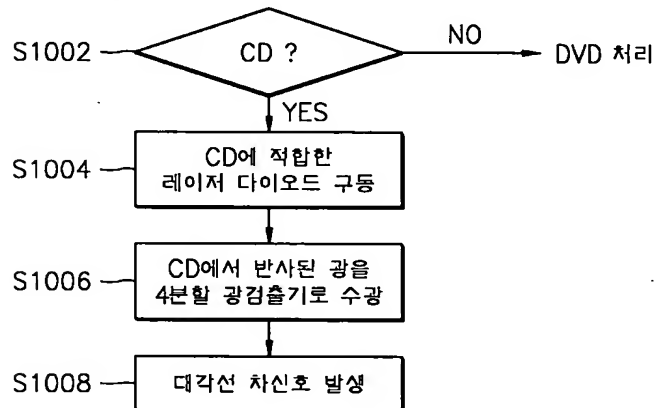 S1002
CD ?
NO
DVD 처리
YES
S1004
CD에 적합한
레이저 다이오드 구동
S1006
CD에서 반사된 광을
4분할 광검출기로 수광
S1008
대각선 차신호 발생